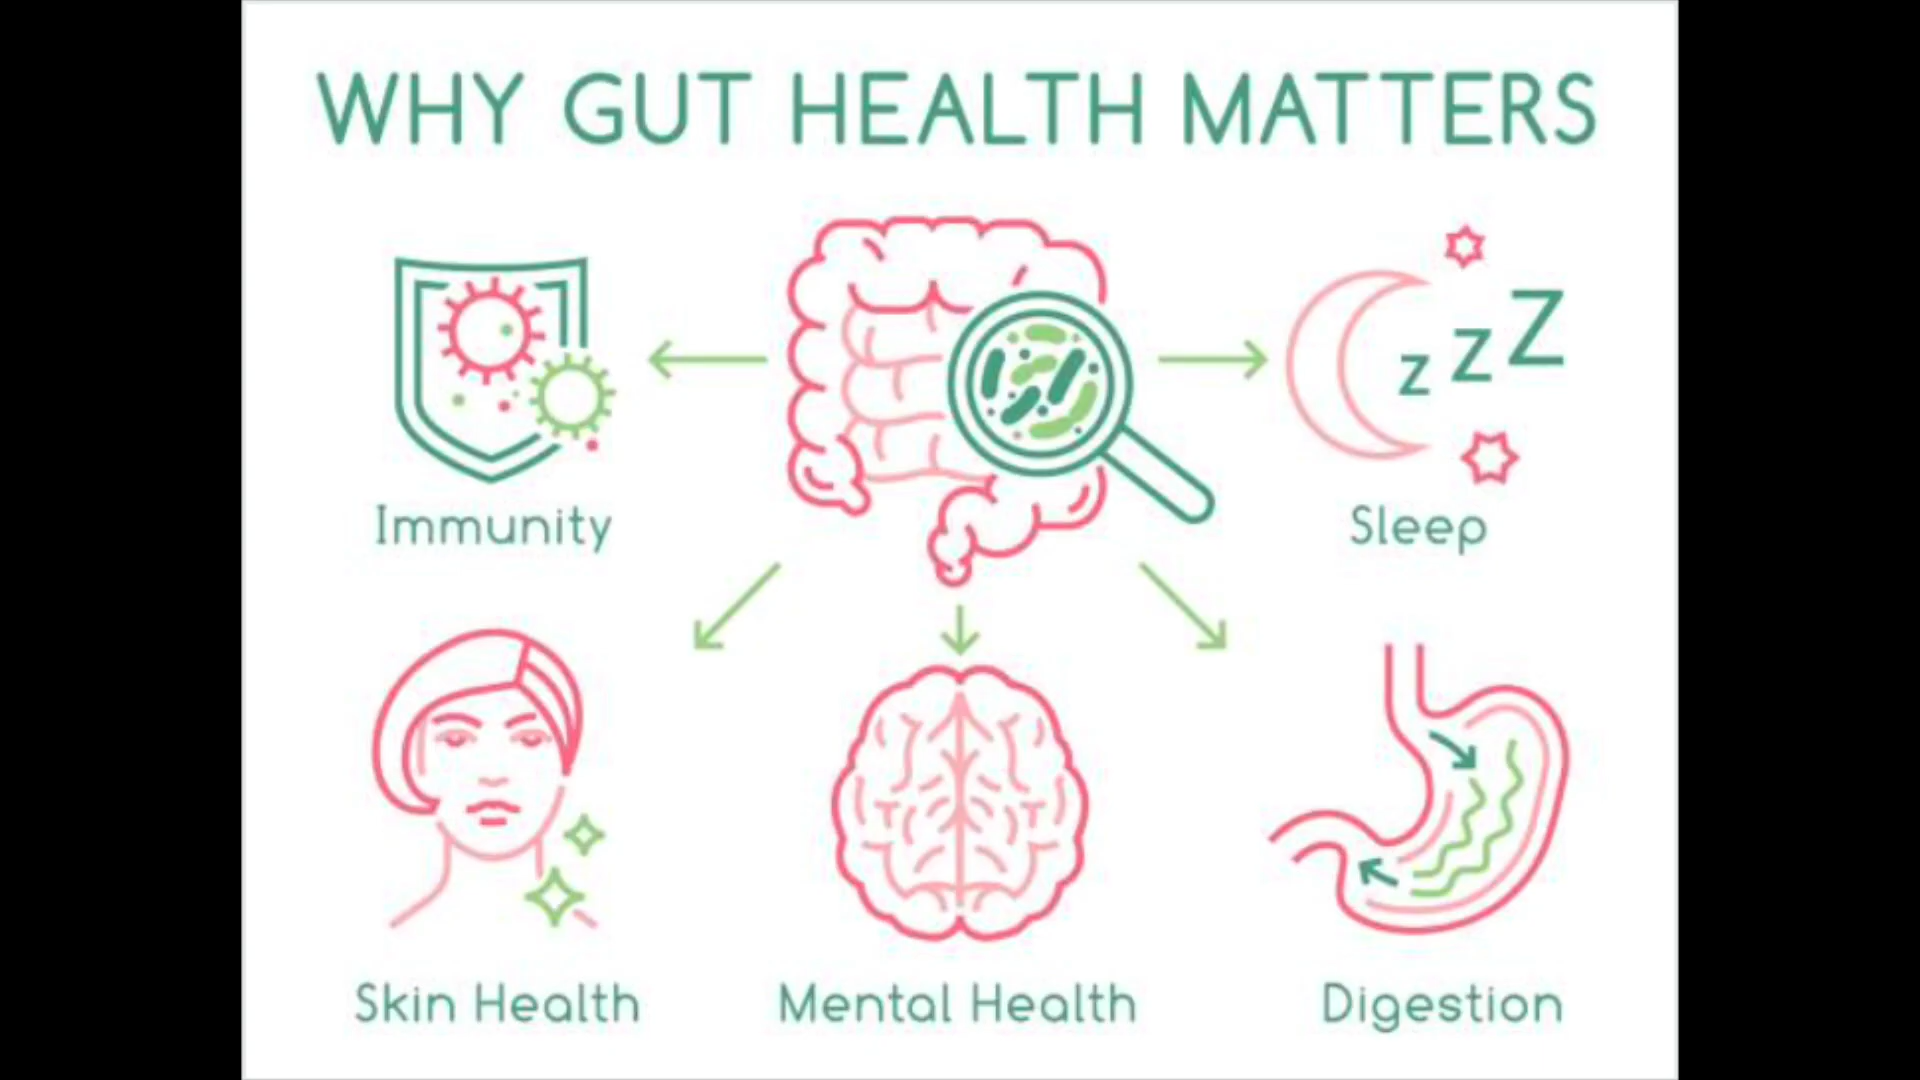 WHY GUT HEALTH MATTERS
z z Z
Immunity
Sleep
Skin Health
Mental Health
Digestion